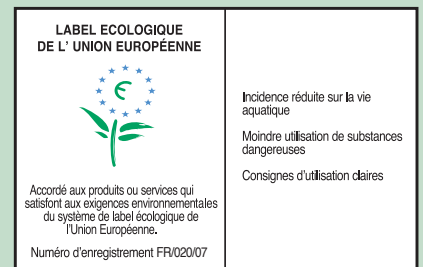 LABEL ECOLOGIQUE
DE L' UNION EUROPÉENNE
Accordé aux produits ou services qui
satisfont aux exigences environnementales
du système de label écologique de
l'Union Européenne.
Numéro d'enregistrement FR/020/07
Incidence réduite sur la vie
aquatique
Moindre utilisation de substances
dangereuses
Consignes d'utilisation claires